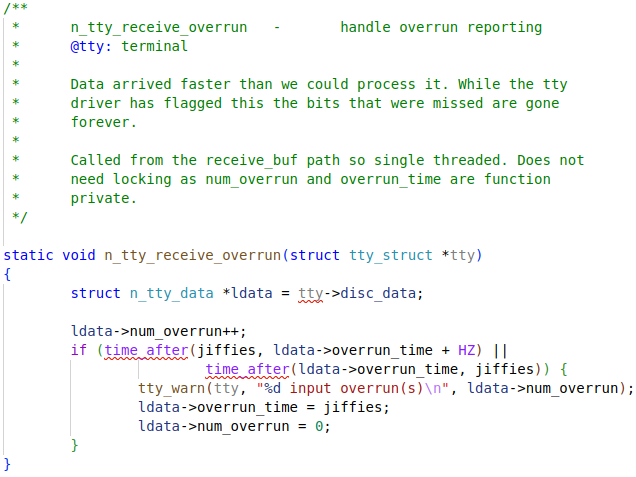 /**
 *      n_tty_receive_overrun   -       handle overrun reporting
 *      @tty: terminal
 *
 *      Data arrived faster than we could process it. While the tty
 *      driver has flagged this the bits that were missed are gone
 *      forever.
 *
 *      Called from the receive_buf path so single threaded. Does not
 *      need locking as num_overrun and overrun_time are function
 *      private.
 */

static void n_tty_receive_overrun(struct tty_struct *tty)
{
        struct n_tty_data *ldata = tty->disc_data;

        ldata->num_overrun++;
        if (time_after(jiffies, ldata->overrun_time + HZ) ||
                        time_after(ldata->overrun_time, jiffies)) {
                tty_warn(tty, "%d input overrun(s)\n", ldata->num_overrun);
                ldata->overrun_time = jiffies;
                ldata->num_overrun = 0;
        }
}